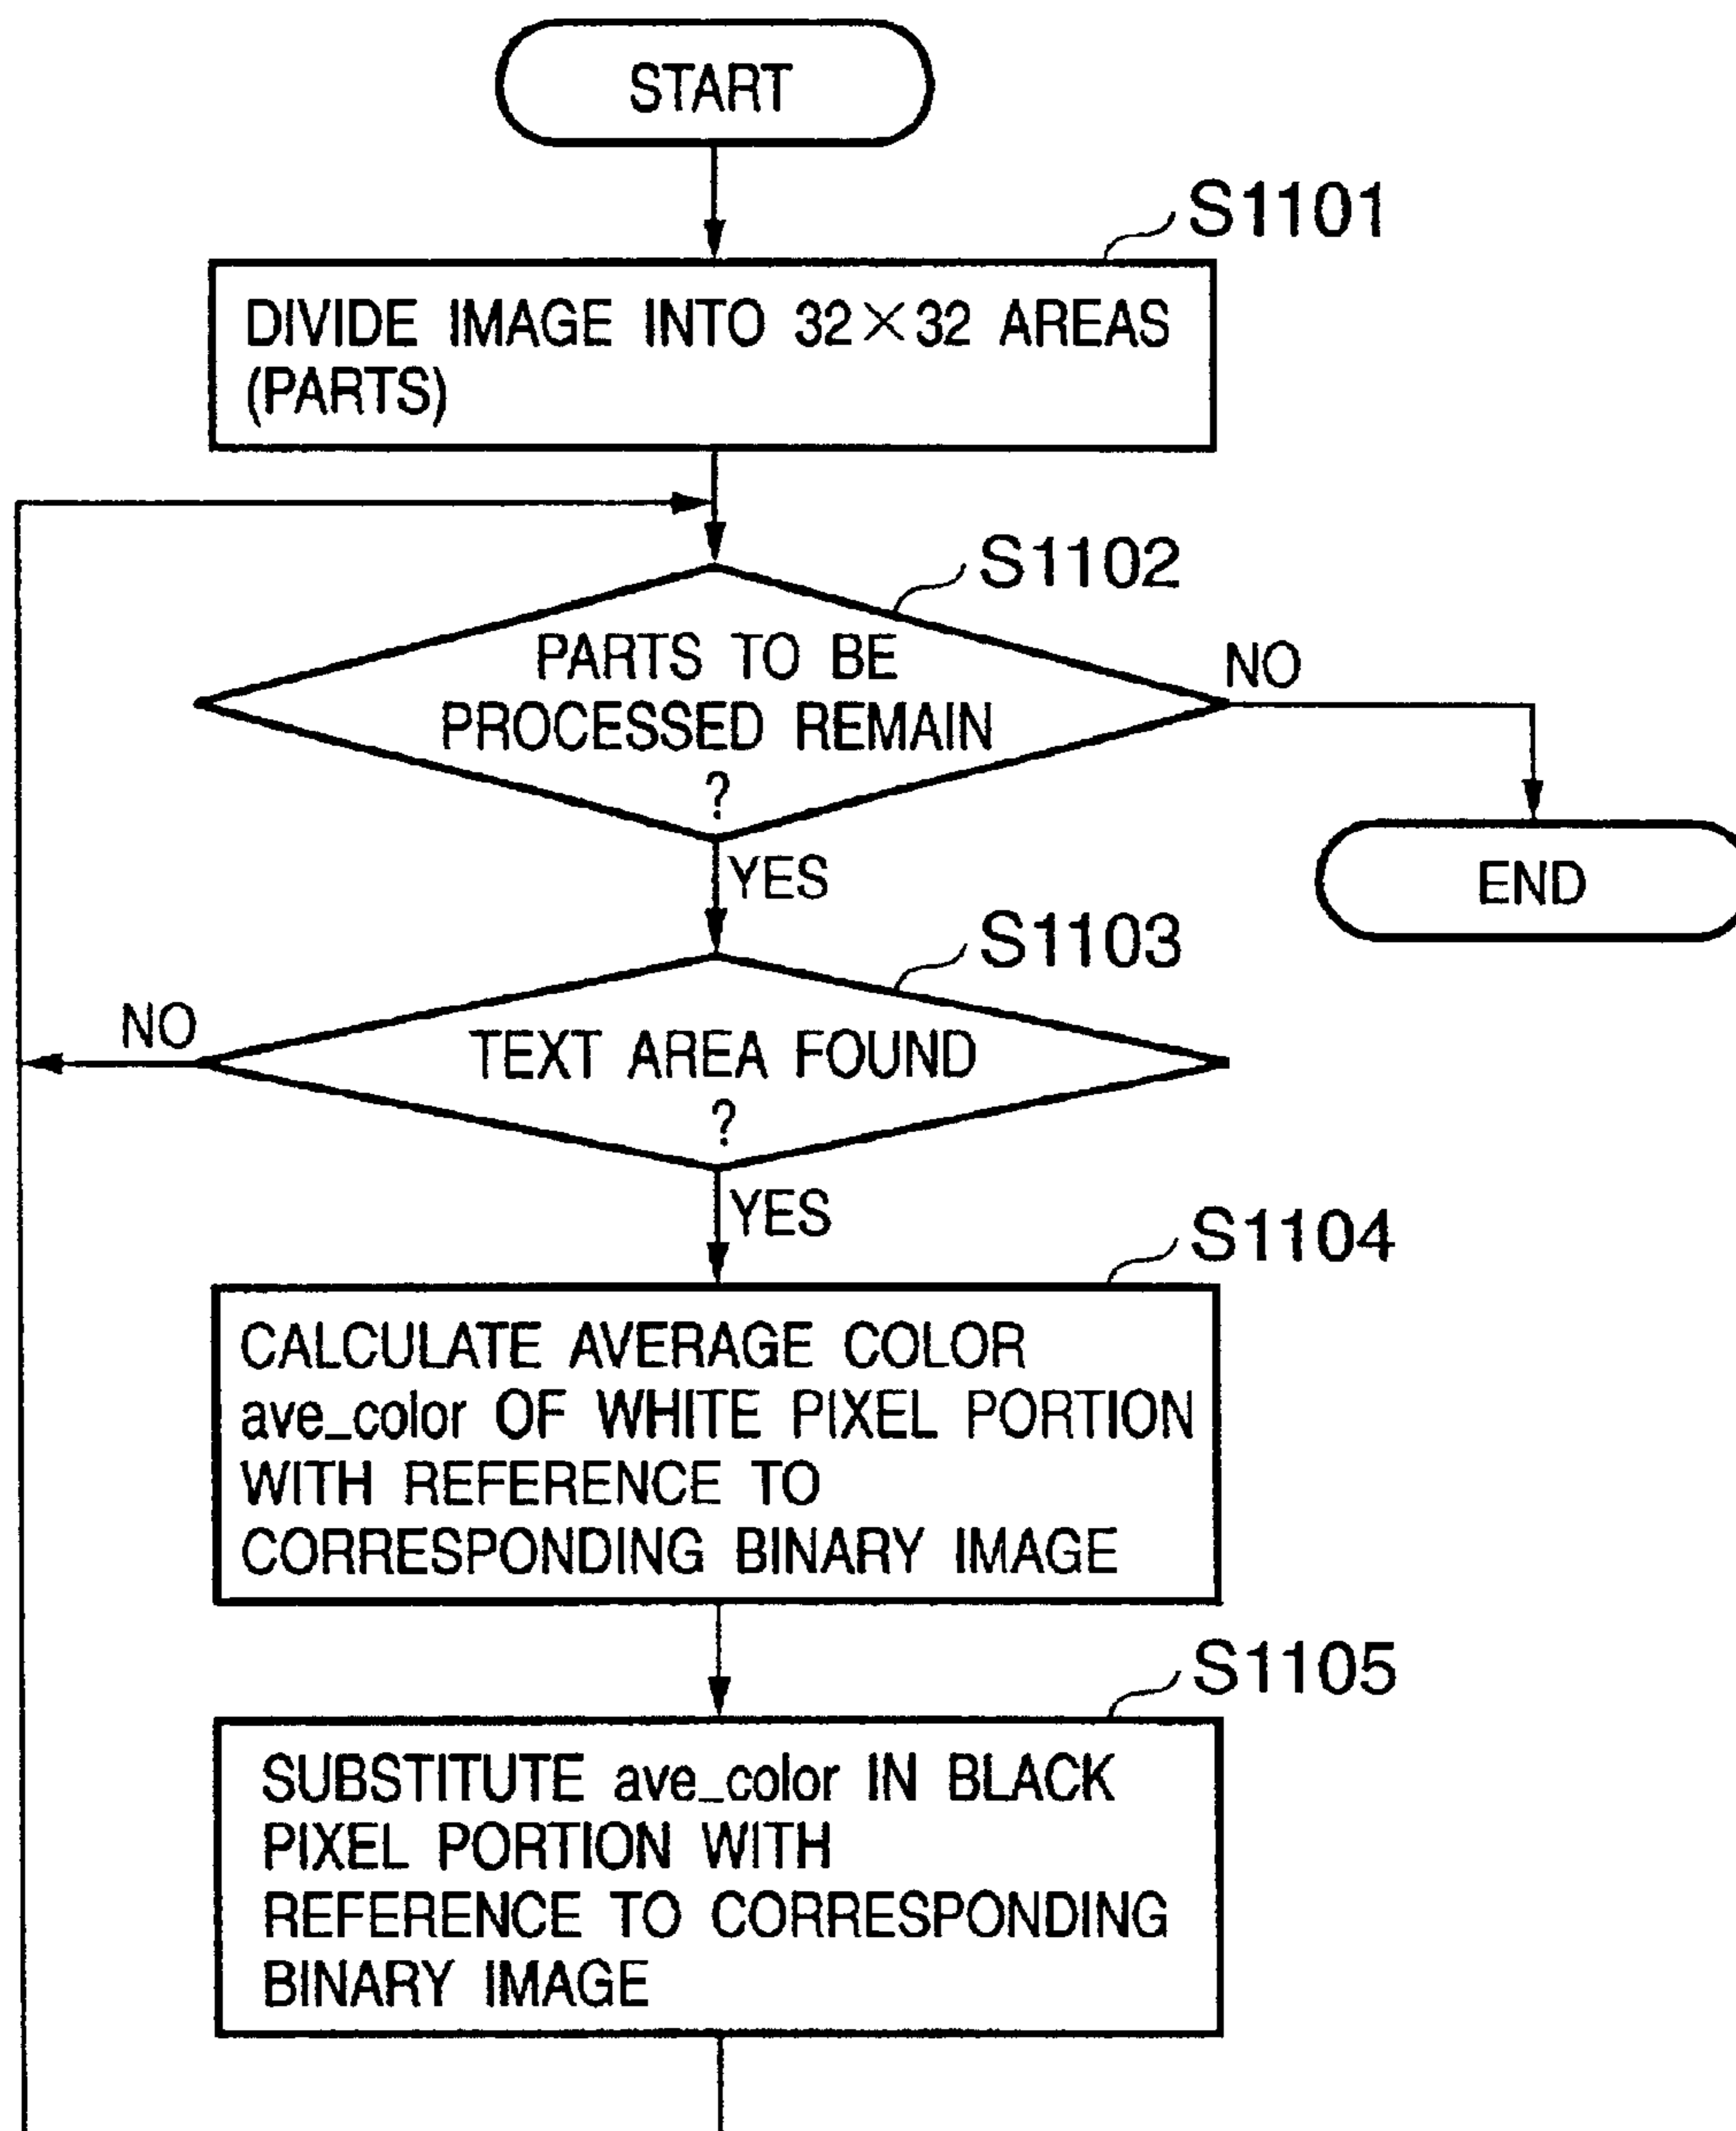 START
S1101
DIVIDE IMAGE INTO 32×32 AREAS
(PARTS)
S1102
PARTS TO BE
PROCESSED REMAIN
?
NO
YES
END
S1103
NO
TEXT AREA FOUND
?
YES
S1104
CALCULATE AVERAGE COLOR
ave_color OF WHITE PIXEL PORTION
WITH REFERENCE TO
CORRESPONDING BINARY IMAGE
S1105
SUBSTITUTE ave_color IN BLACK
PIXEL PORTION WITH
REFERENCE TO CORRESPONDING
BINARY IMAGE